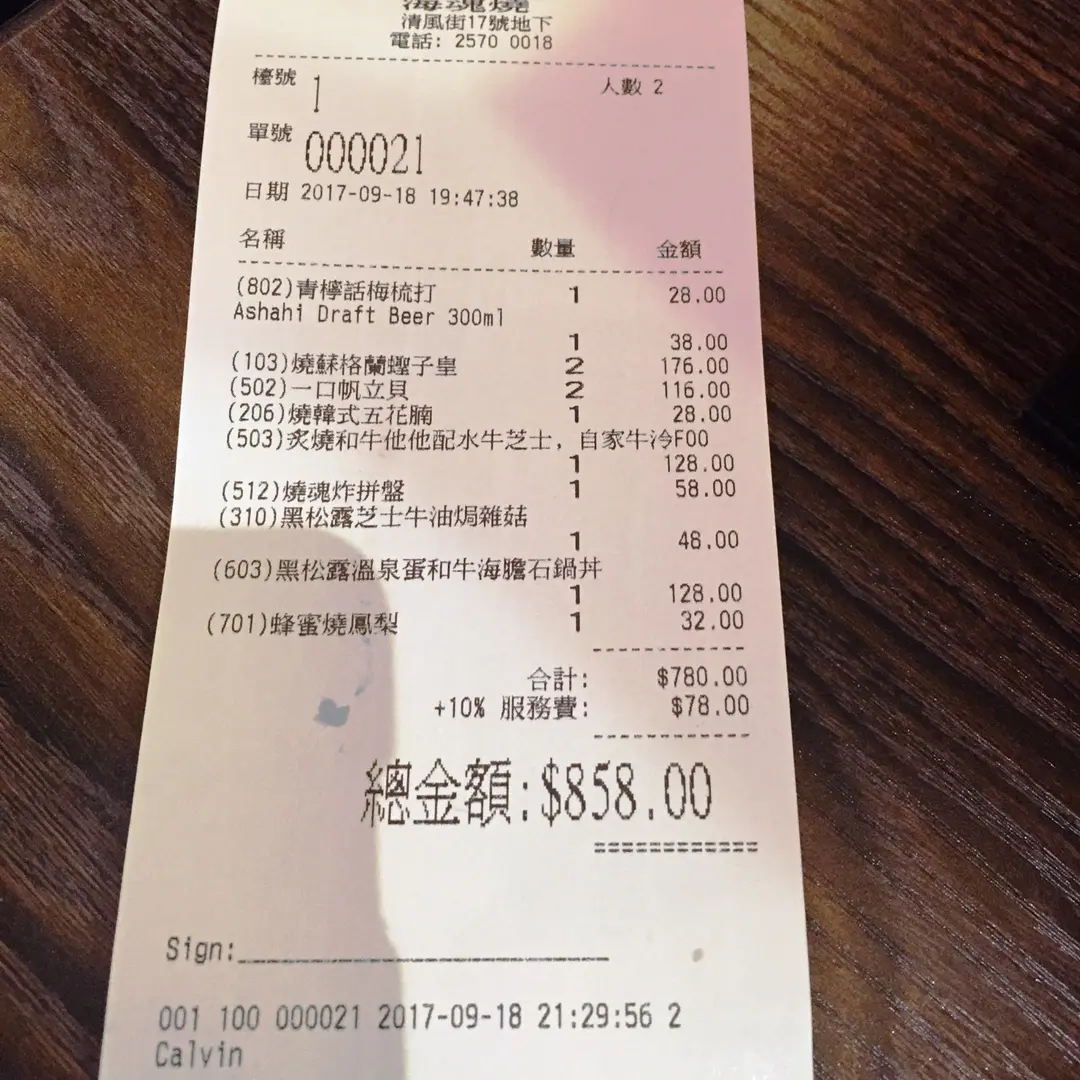 海魂燒
清風街17號地下
電話: 2570 0018
檯號 1 人數 2
單號 000021
日期 2017-09-18 19:47:38
名稱 數量 金額
(802)青檸話梅梳打 1 28.00
Ashahi Draft Beer 300ml
1 38.00
(103)燒蘇格蘭蟶子皇 2 176.00
(502)一口帆立貝 2 116.00
(206)燒韓式五花腩 1 28.00
(503)炙燒和牛他他配水牛芝士, 自家牛冷F00
1 128.00
(512)燒魂炸拼盤 1 58.00
(310)黑松露芝士牛油焗雜菇
1 48.00
(603)黑松露溫泉蛋和牛海膽石鍋丼
1 128.00
(701)蜂蜜燒鳳梨 1 32.00
合計: $780.00
+10% 服務費: $78.00
總金額:$858.00
Sign:
001 100 000021 2017-09-18 21:29:56 2
Calvin